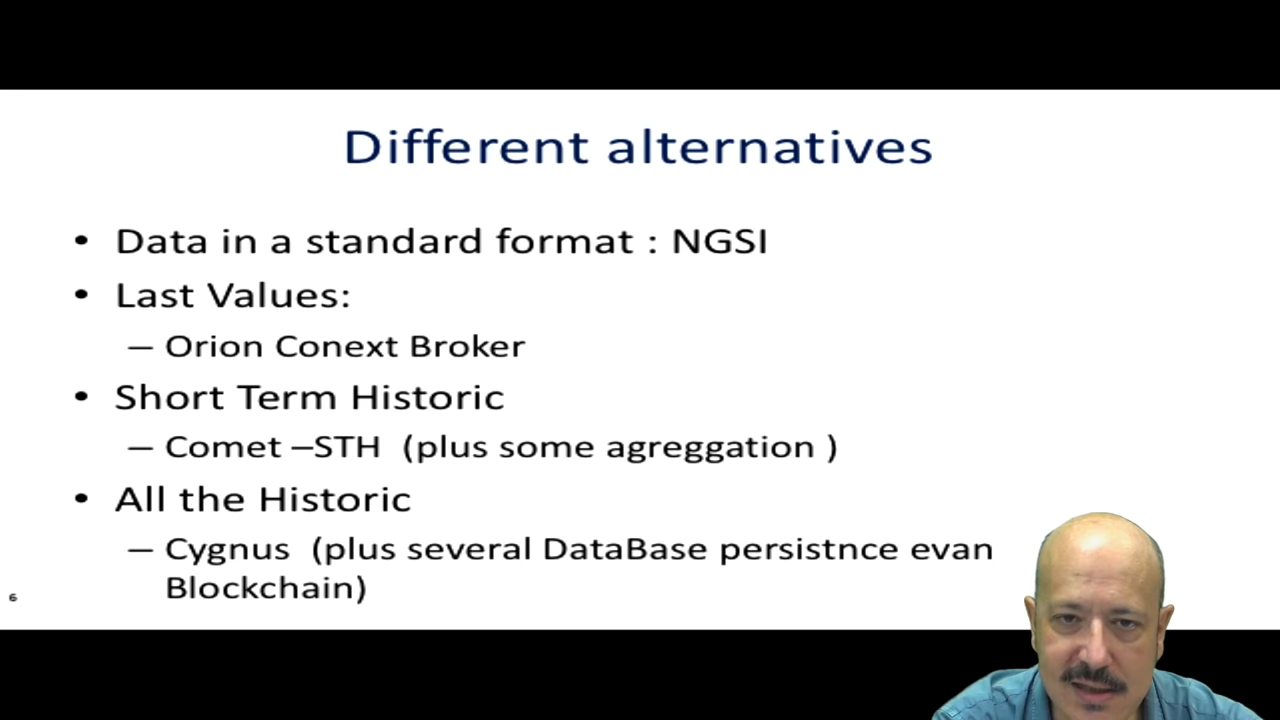 Different alternatives
• Data in a standard format : NGSI
• Last Values:
– Orion Conext Broker
• Short Term Historic
– Comet –STH (plus some agreggation )
• All the Historic
– Cygnus (plus several DataBase persistnce evan
Blockchain)
6